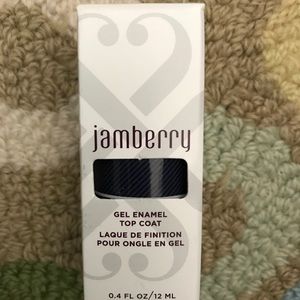 jamberry
GEL ENAMEL
TOP COAT
LAQUE DE FINITION
POUR ONGLE EN GEL
0.4 FL OZ/12 ML